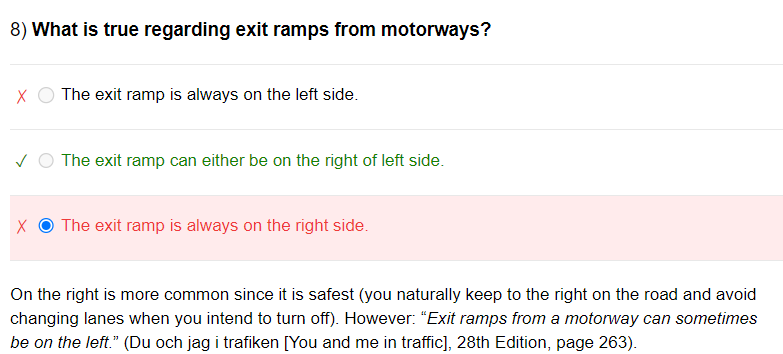 8) What is true regarding exit ramps from motorways?
✗ The exit ramp is always on the left side.
✓ The exit ramp can either be on the right of left side.
✗ The exit ramp is always on the right side.
On the right is more common since it is safest (you naturally keep to the right on the road and avoid
changing lanes when you intend to turn off). However: “Exit ramps from a motorway can sometimes
be on the left.” (Du och jag i trafiken [You and me in traffic], 28th Edition, page 263).